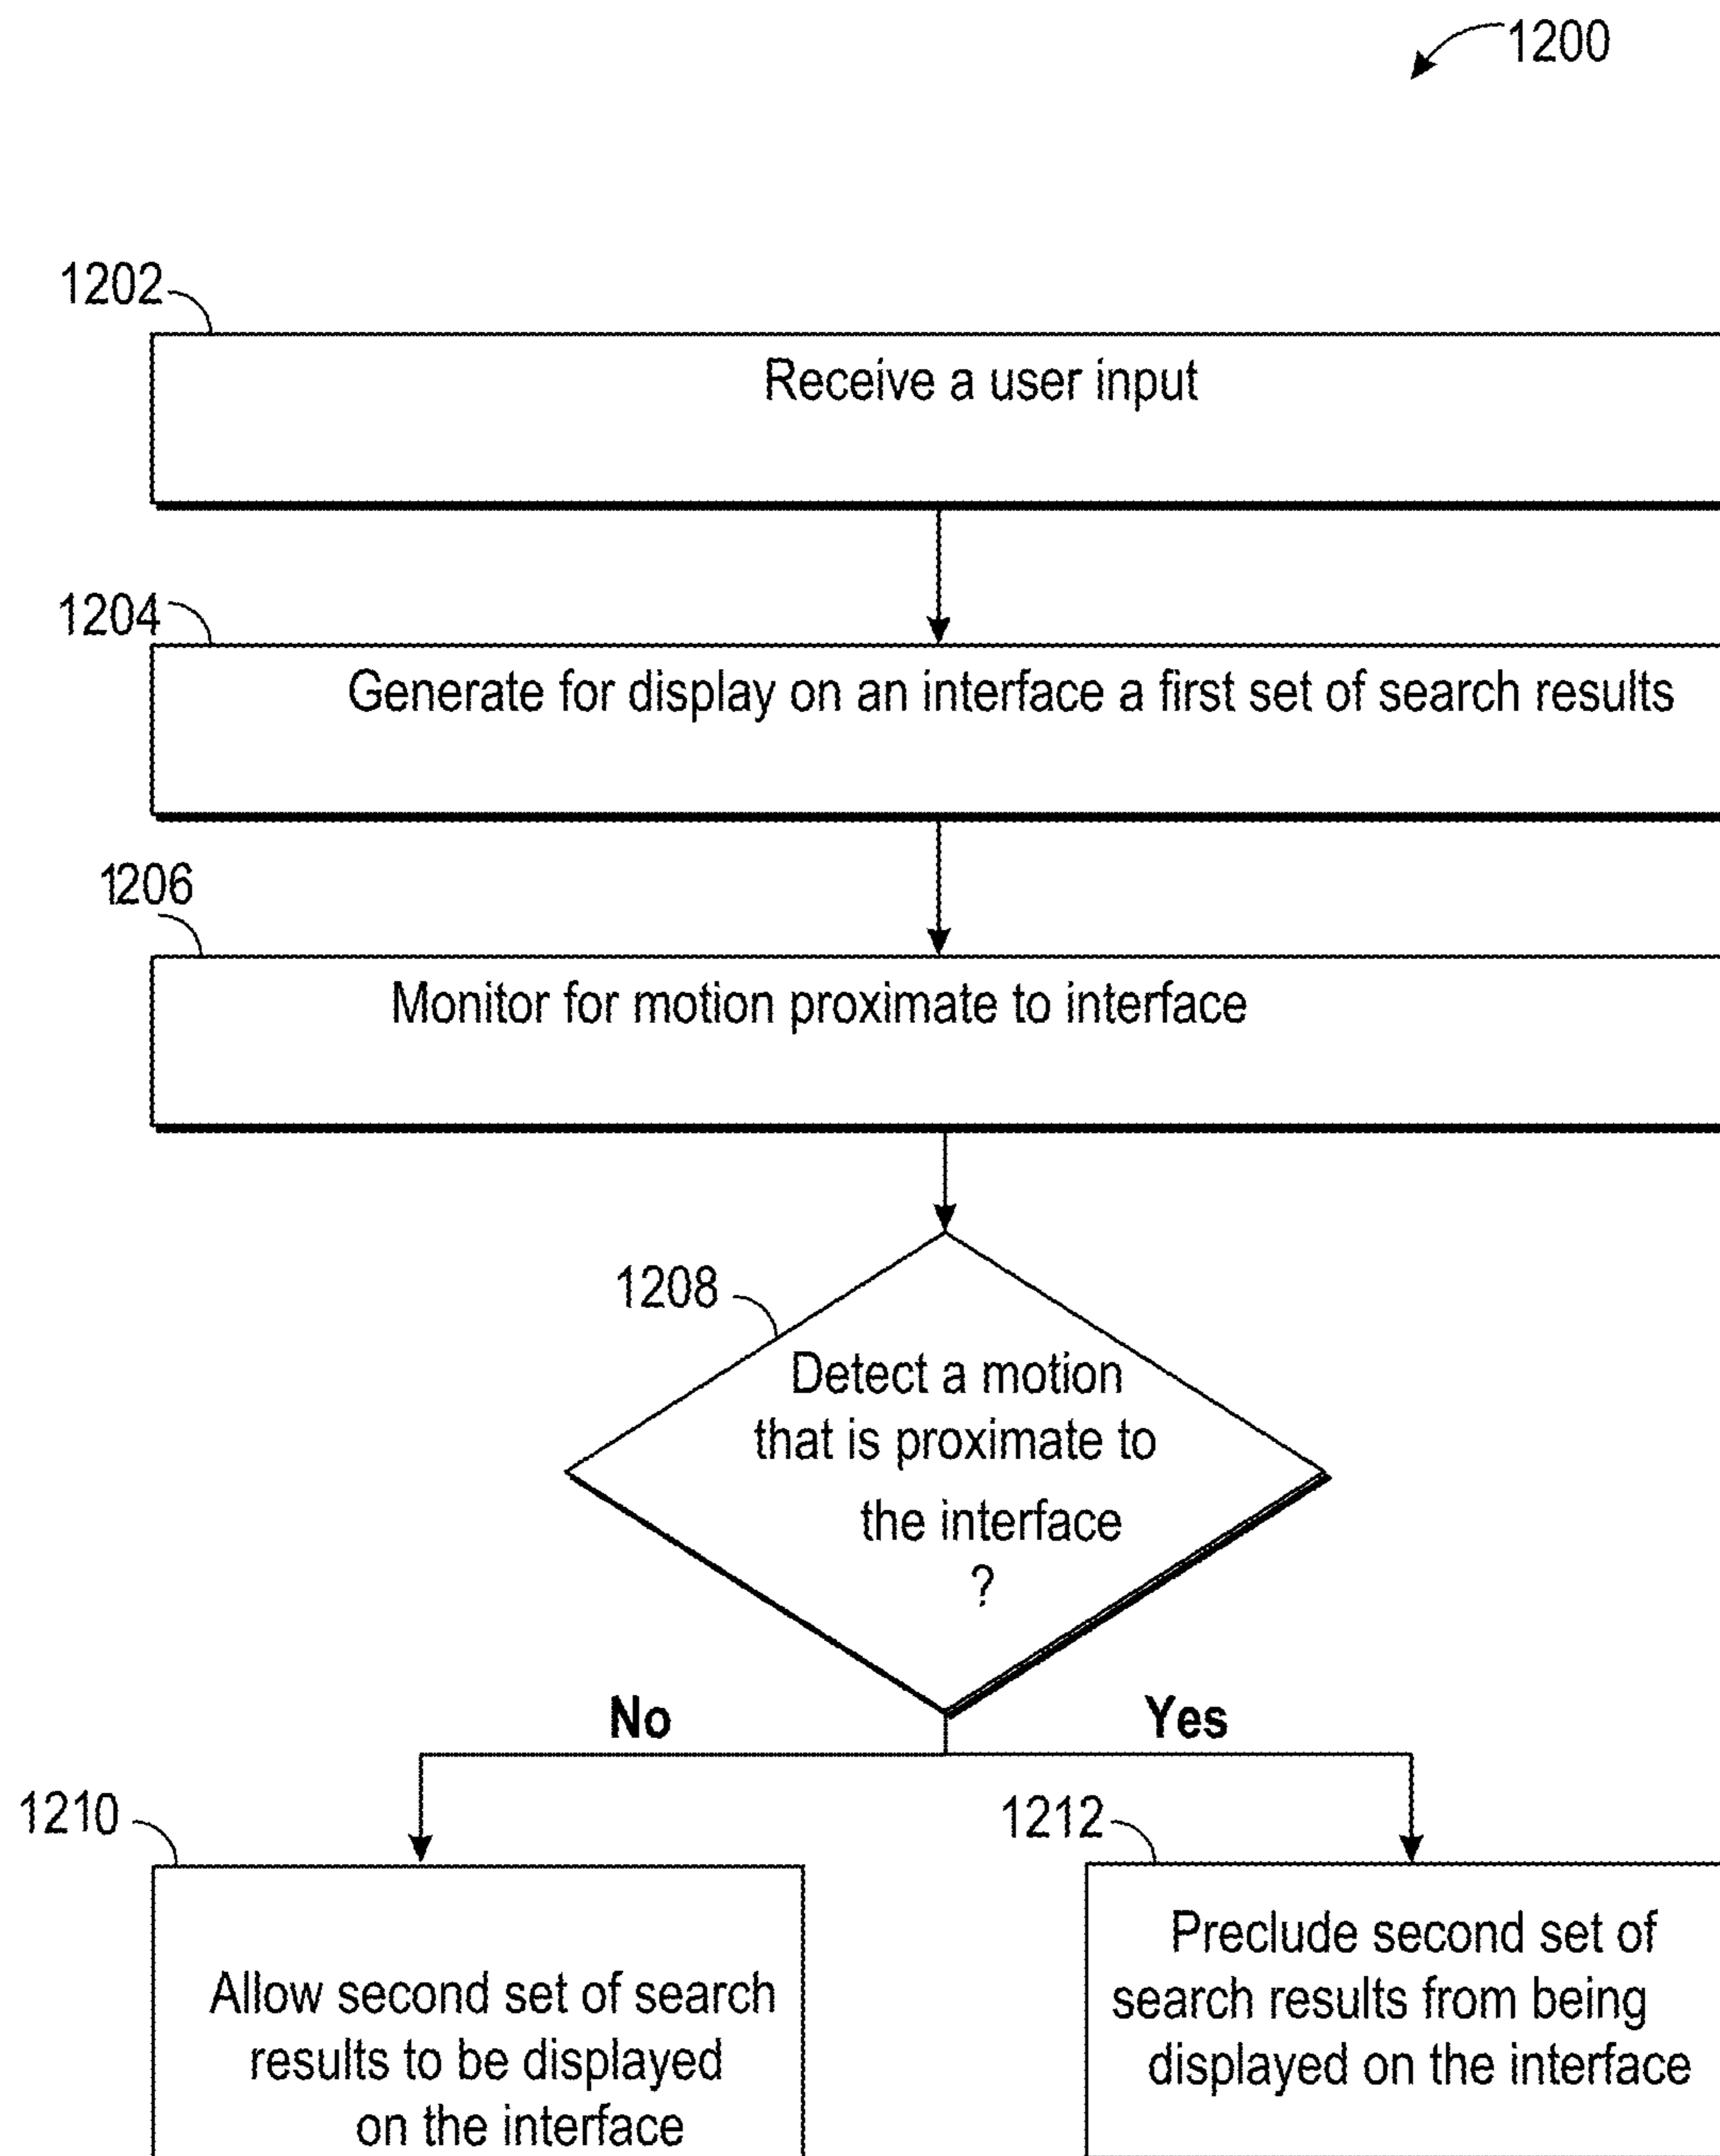 1200
1202
Receive a user input
1204
Generate for display on an interface a first set of search results
1206
Monitor for motion proximate to interface
1208
Detect a motion
that is proximate to
the interface
?
No
Yes
1210
Allow second set of search
results to be displayed
on the interface
1212
Preclude second set of
search results from being
displayed on the interface